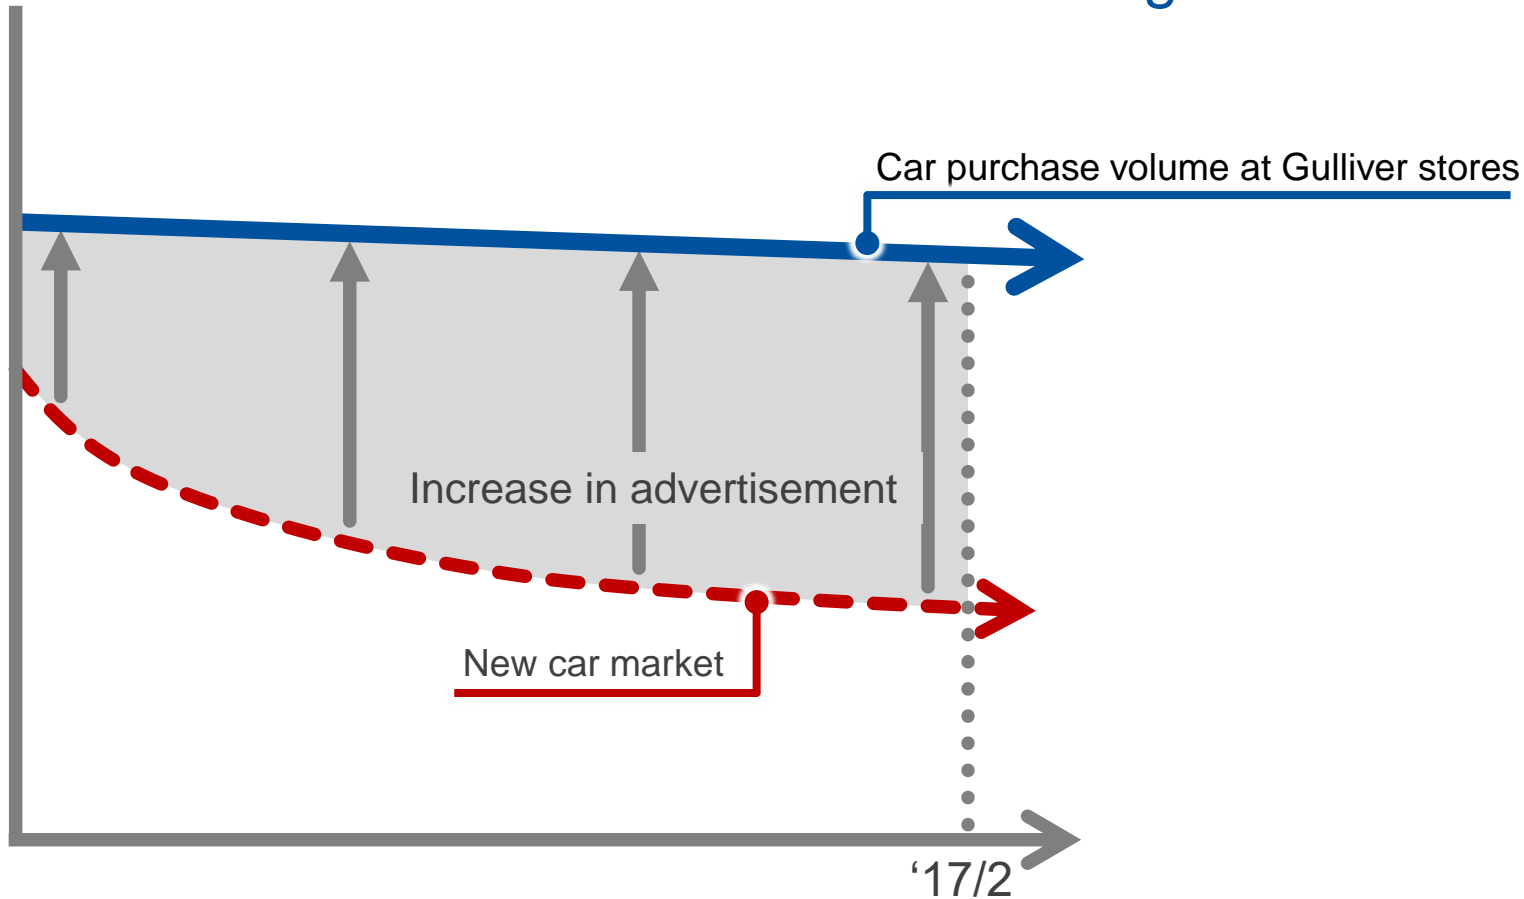 Car purchase volume at Gulliver stores
Increase in advertisement
New car market
‘17/2